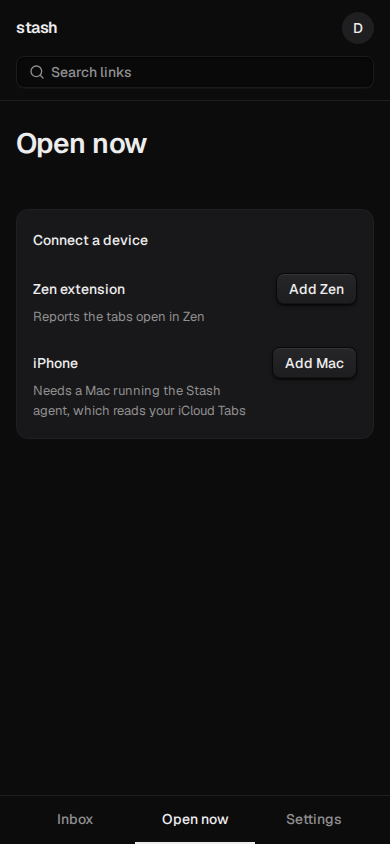 stash
D
Search links
Open now
Connect a device
Zen extension
Add Zen
Reports the tabs open in Zen
iPhone
Add Mac
Needs a Mac running the Stash
agent, which reads your iCloud Tabs
Inbox
Open now
Settings